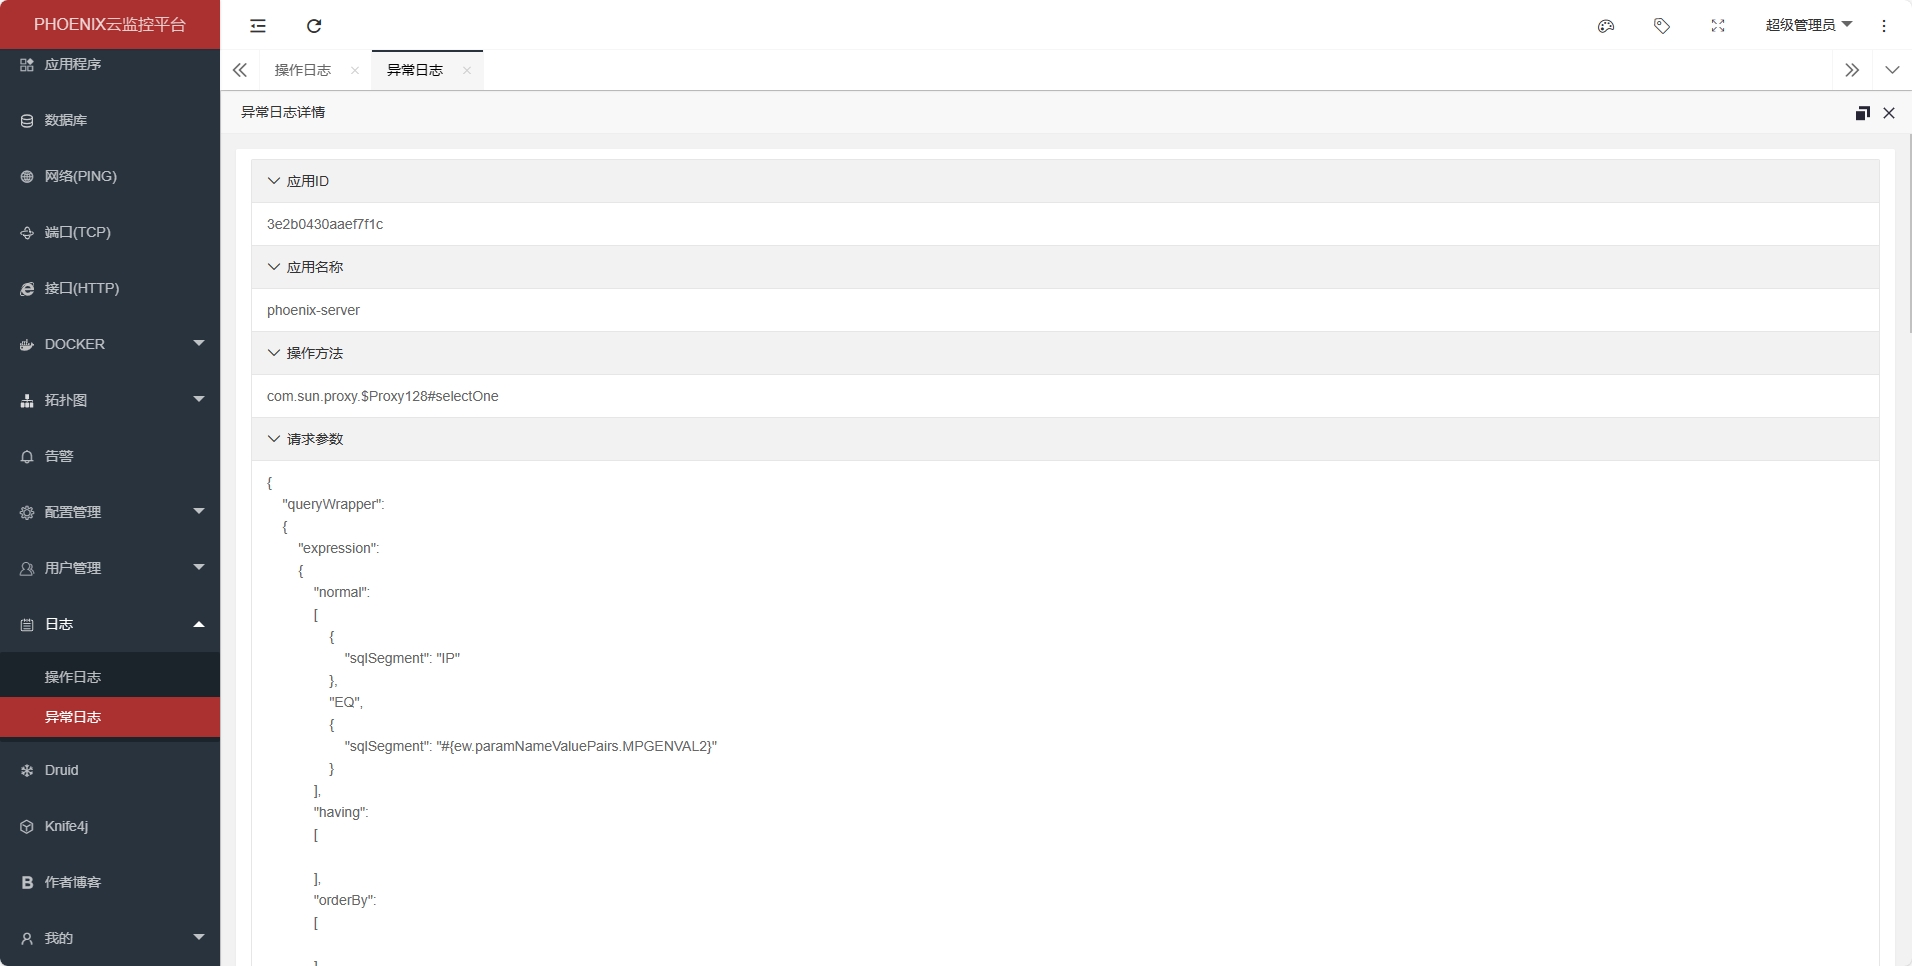 PHOENIX云监控平台
超级管理员
操作日志
异常日志
应用程序
数据库
网络(PING)
端口(TCP)
接口(HTTP)
DOCKER
拓扑图
告警
配置管理
用户管理
日志
操作日志
异常日志
Druid
Knife4j
作者博客
我的
异常日志详情
应用ID
3e2b0430aaef7f1c
应用名称
phoenix-server
操作方法
com.sun.proxy.$Proxy128#selectOne
请求参数
{
"queryWrapper":
{
"expression":
{
"normal":
[
{
"sqlSegment": "IP"
},
"EQ",
{
"sqlSegment": "#{ew.paramNameValuePairs.MPGENVAL2}"
}
],
"having":
[
],
"orderBy":
[